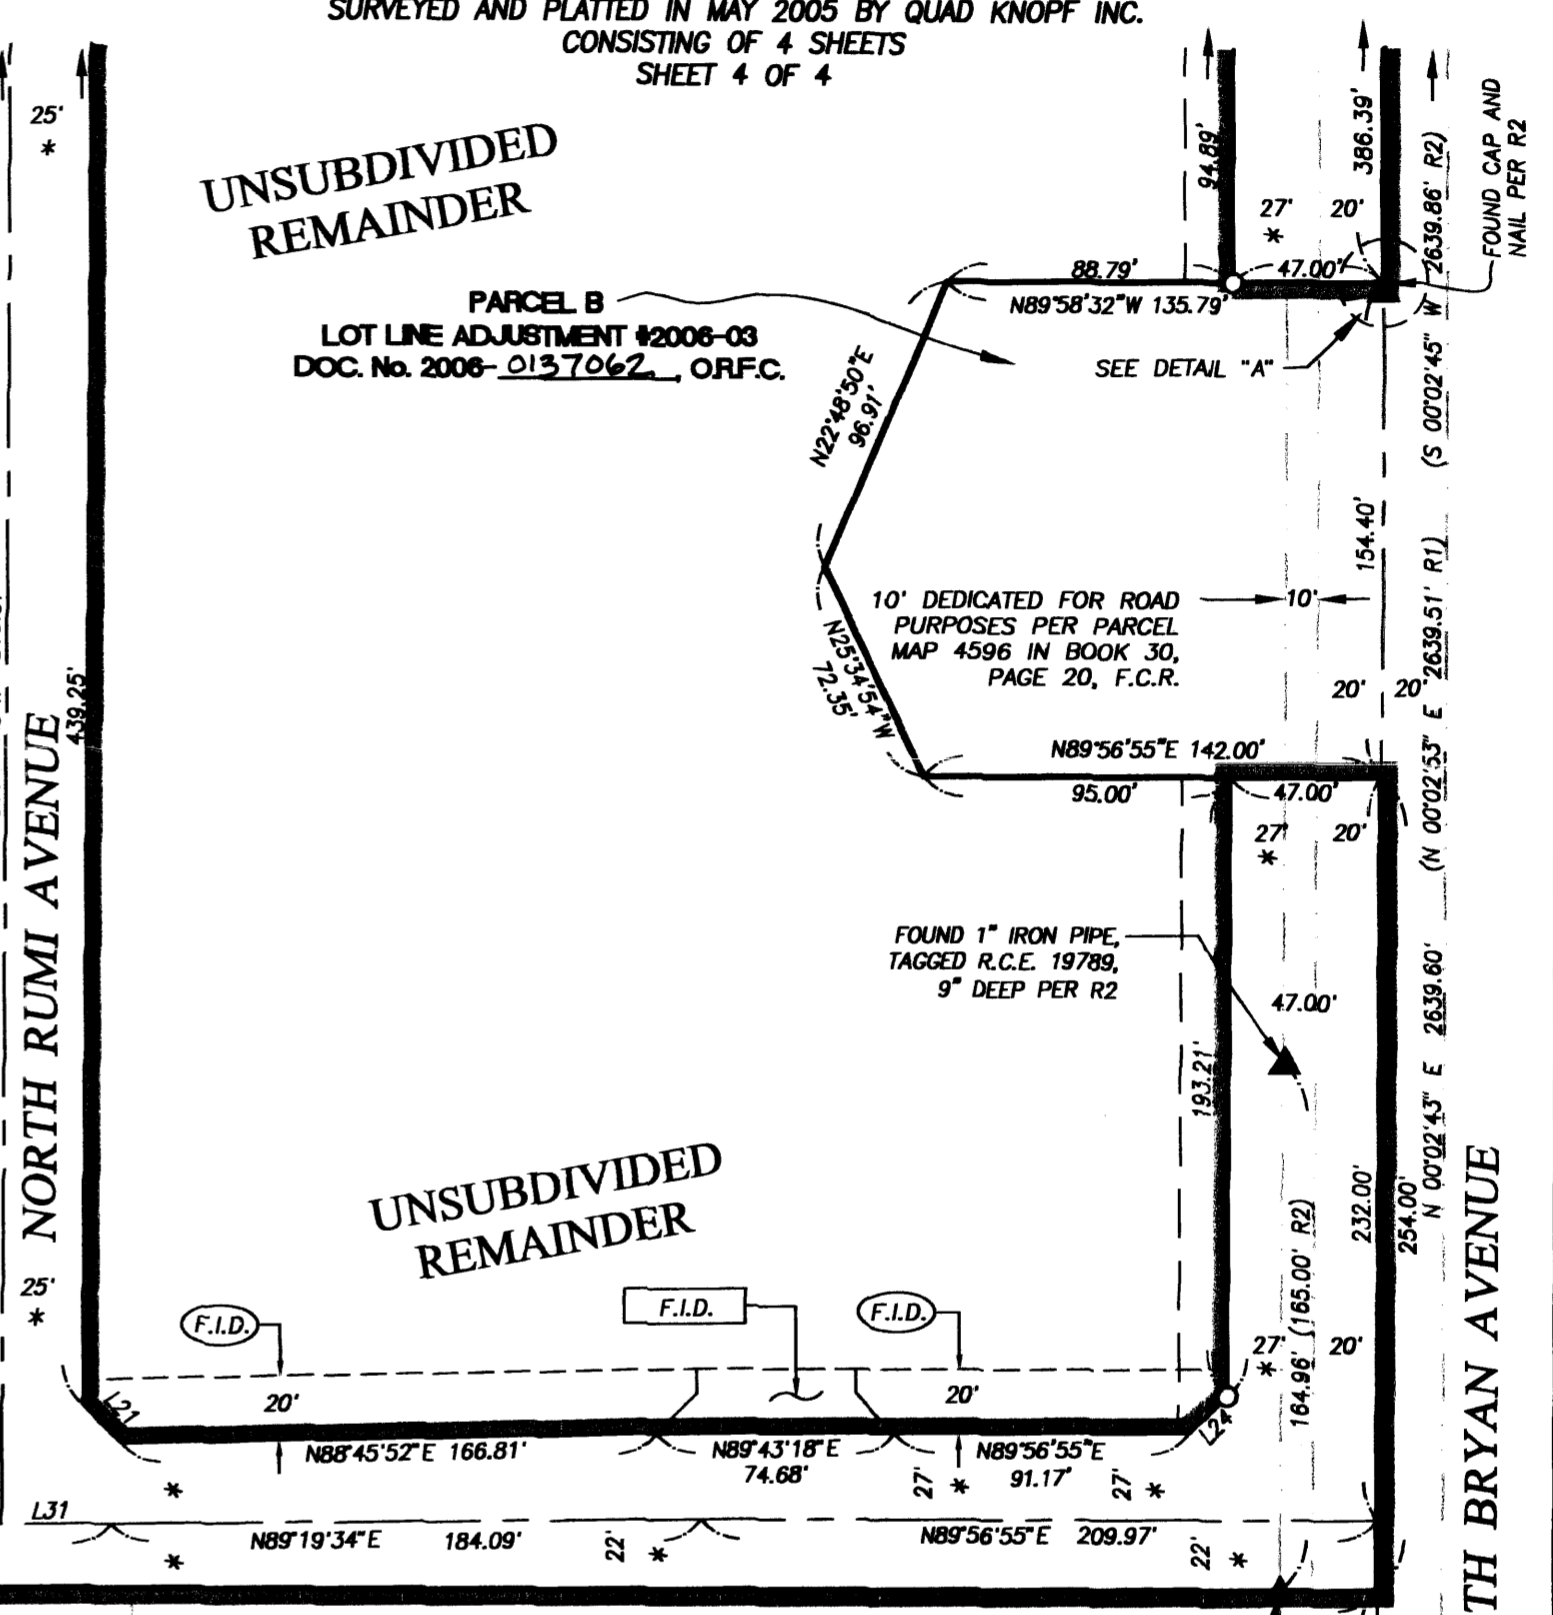 SURVEYED AND PLATTED IN MAY 2005 BY QUAD KNOPF INC.
CONSISTING OF 4 SHEETS
SHEET 4 OF 4
25'
*
UNSUBDIVIDED
REMAINDER
94.89'
386.39'
(S 00°02'45" W 2639.86' R2)
FOUND CAP AND
NAIL PER R2
27'
*
20'
88.79'
47.00'
N89°58'32"W 135.79'
PARCEL B
LOT LINE ADJUSTMENT #2006-03
DOC. No. 2006-0137062, O.R.F.C.
SEE DETAIL "A"
N22°48'50"E
96.91'
154.40'
10' DEDICATED FOR ROAD
PURPOSES PER PARCEL
MAP 4596 IN BOOK 30,
PAGE 20, F.C.R.
10'
N25°34'54"W
72.35'
20'
20'
(N 00°02'53" E 2639.51' R1)
439.25'
NORTH RUMI AVENUE
N89°56'55"E 142.00'
95.00'
47.00'
27'
*
20'
FOUND 1" IRON PIPE,
TAGGED R.C.E. 19789,
9" DEEP PER R2
47.00'
193.21'
N 00°02'43" E 2639.60'
UNSUBDIVIDED
REMAINDER
232.00'
254.00'
TH BRYAN AVENUE
25'
*
F.I.D.
F.I.D.
F.I.D.
27'
*
164.96' (165.00' R2)
20'
L21
20'
20'
L24
N88°45'52"E 166.81'
N89°43'18"E
74.68'
N89°56'55"E
91.17'
*
27'
*
27'
*
L31
N89°19'34"E 184.09'
N89°56'55"E 209.97'
*
22'
*
22'
*